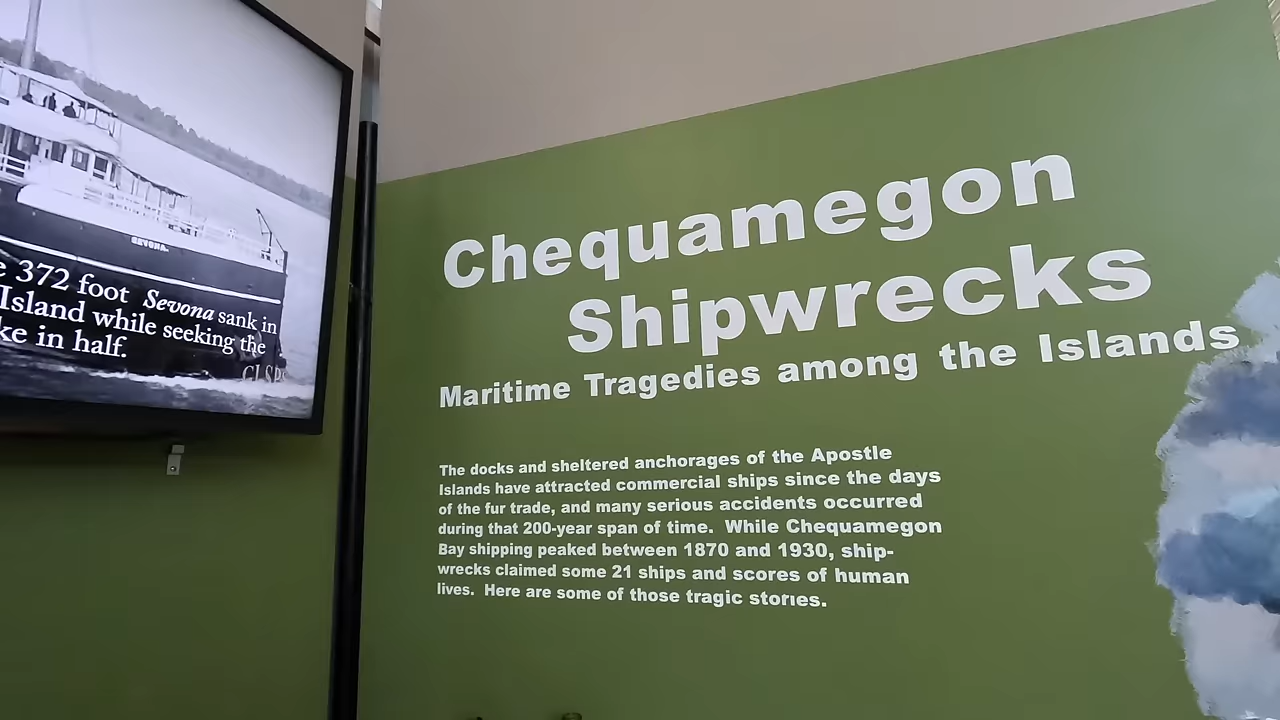 SEVONA.
372 foot Sevona sank in
Island while seeking the
in half.
Chequamegon
Shipwrecks
Maritime Tragedies among the Islands
The docks and sheltered anchorages of the Apostle
Islands have attracted commercial ships since the days
of the fur trade, and many serious accidents occurred
during that 200-year span of time. While Chequamegon
Bay shipping peaked between 1870 and 1930, ship-
wrecks claimed some 21 ships and scores of human
lives. Here are some of those tragic stories.